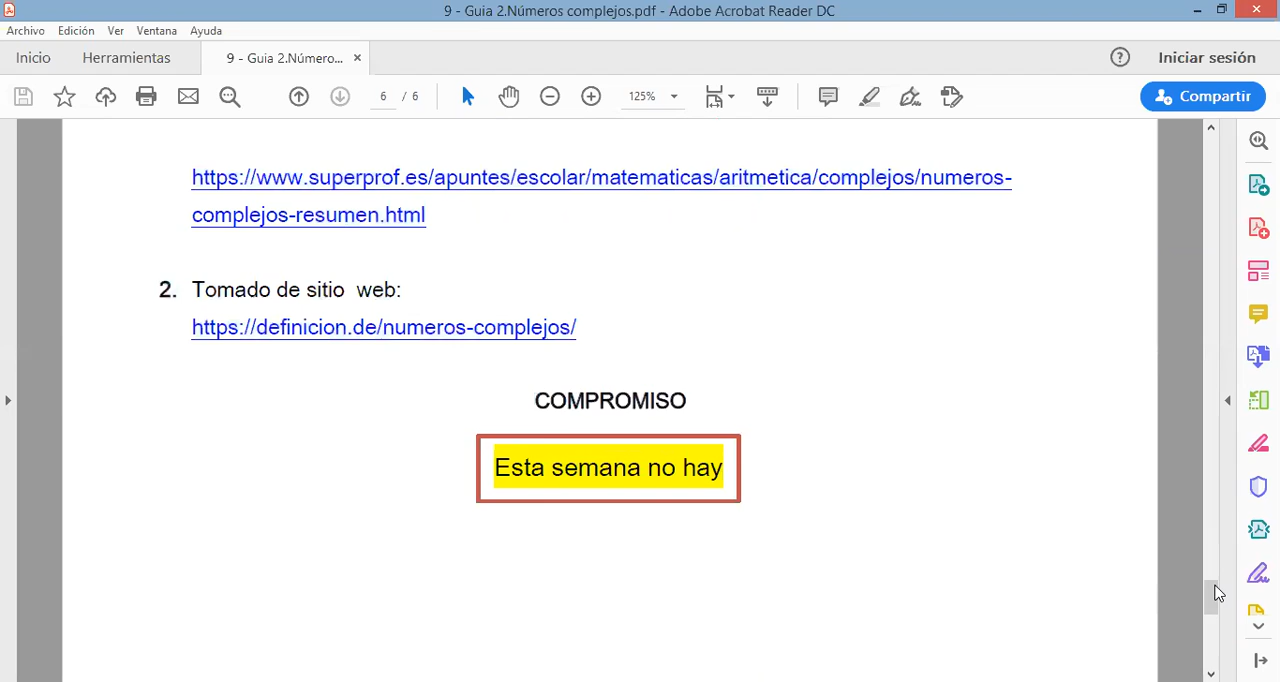 9 - Guia 2.Números complejos.pdf - Adobe Acrobat Reader DC
Archivo Edición Ver Ventana Ayuda
Inicio Herramientas 9 - Guia 2.Número... × Iniciar sesión
6 / 6 125% Compartir
https://www.superprof.es/apuntes/escolar/matematicas/aritmetica/complejos/numeros-
complejos-resumen.html
2. Tomado de sitio web:
https://definicion.de/numeros-complejos/
COMPROMISO
Esta semana no hay